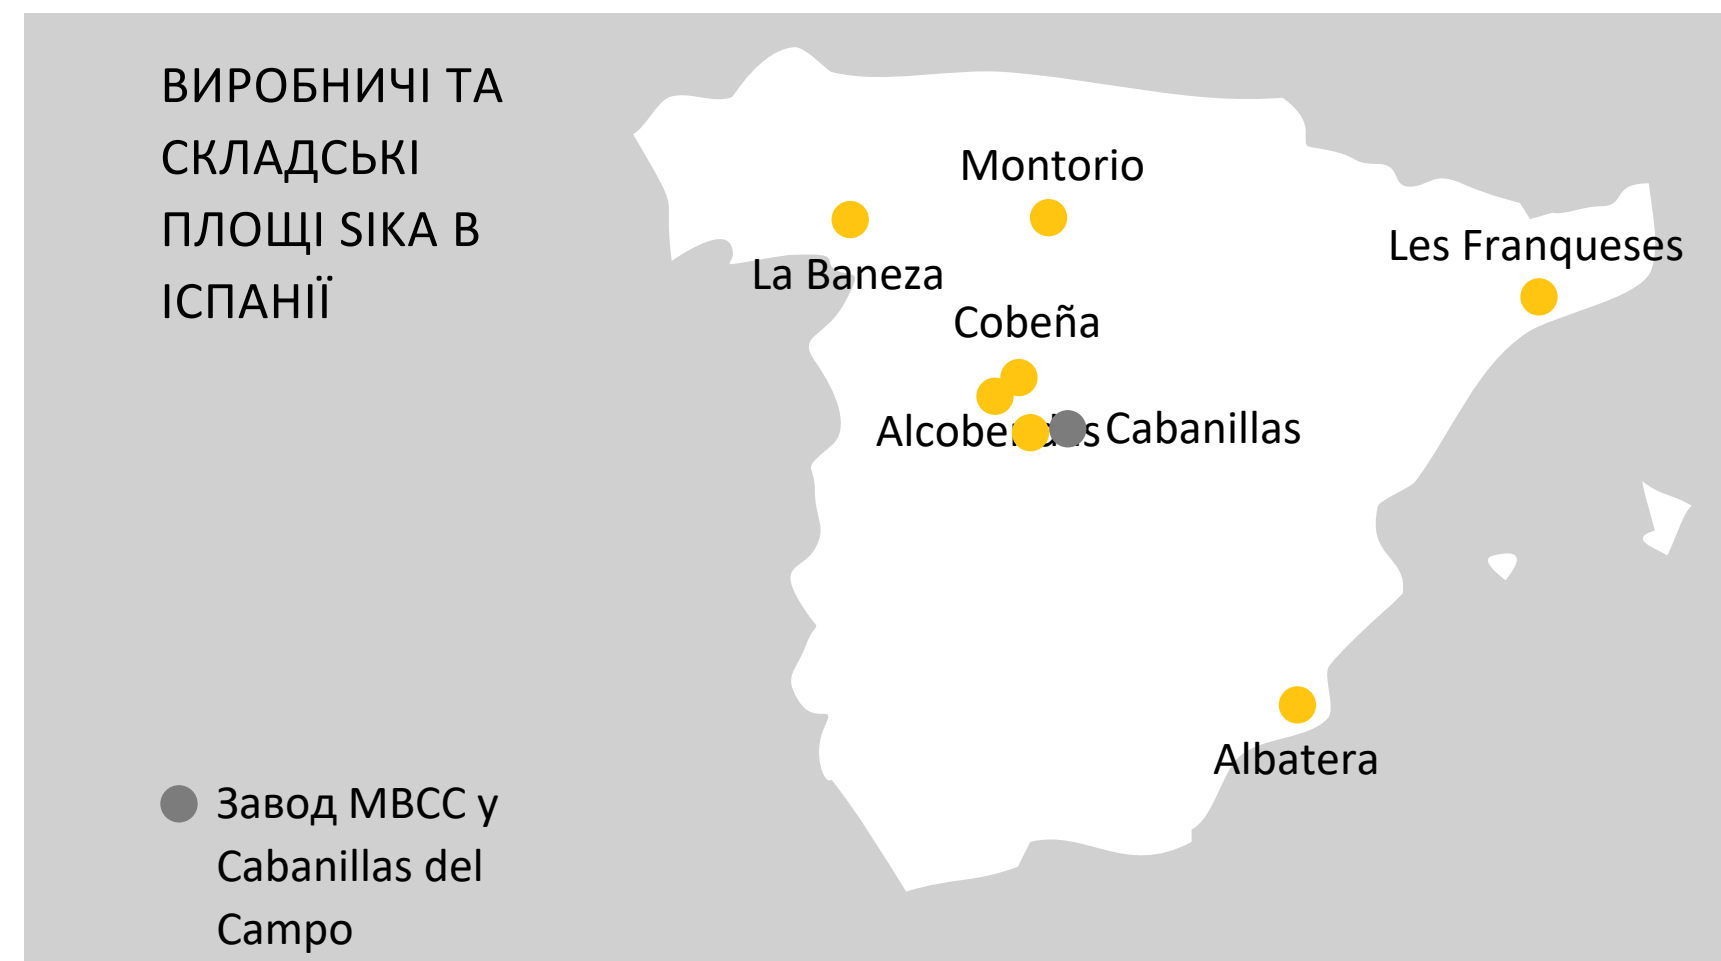 ВИРОБНИЧІ ТА
СКЛАДСЬКІ
ПЛОЩІ SIKA В
ІСПАНІЇ
Montorio
La Baneza
Les Franqueses
Cobeña
Alcobendas
Cabanillas
Albatera
Завод MBCC у
Cabanillas del
Campo